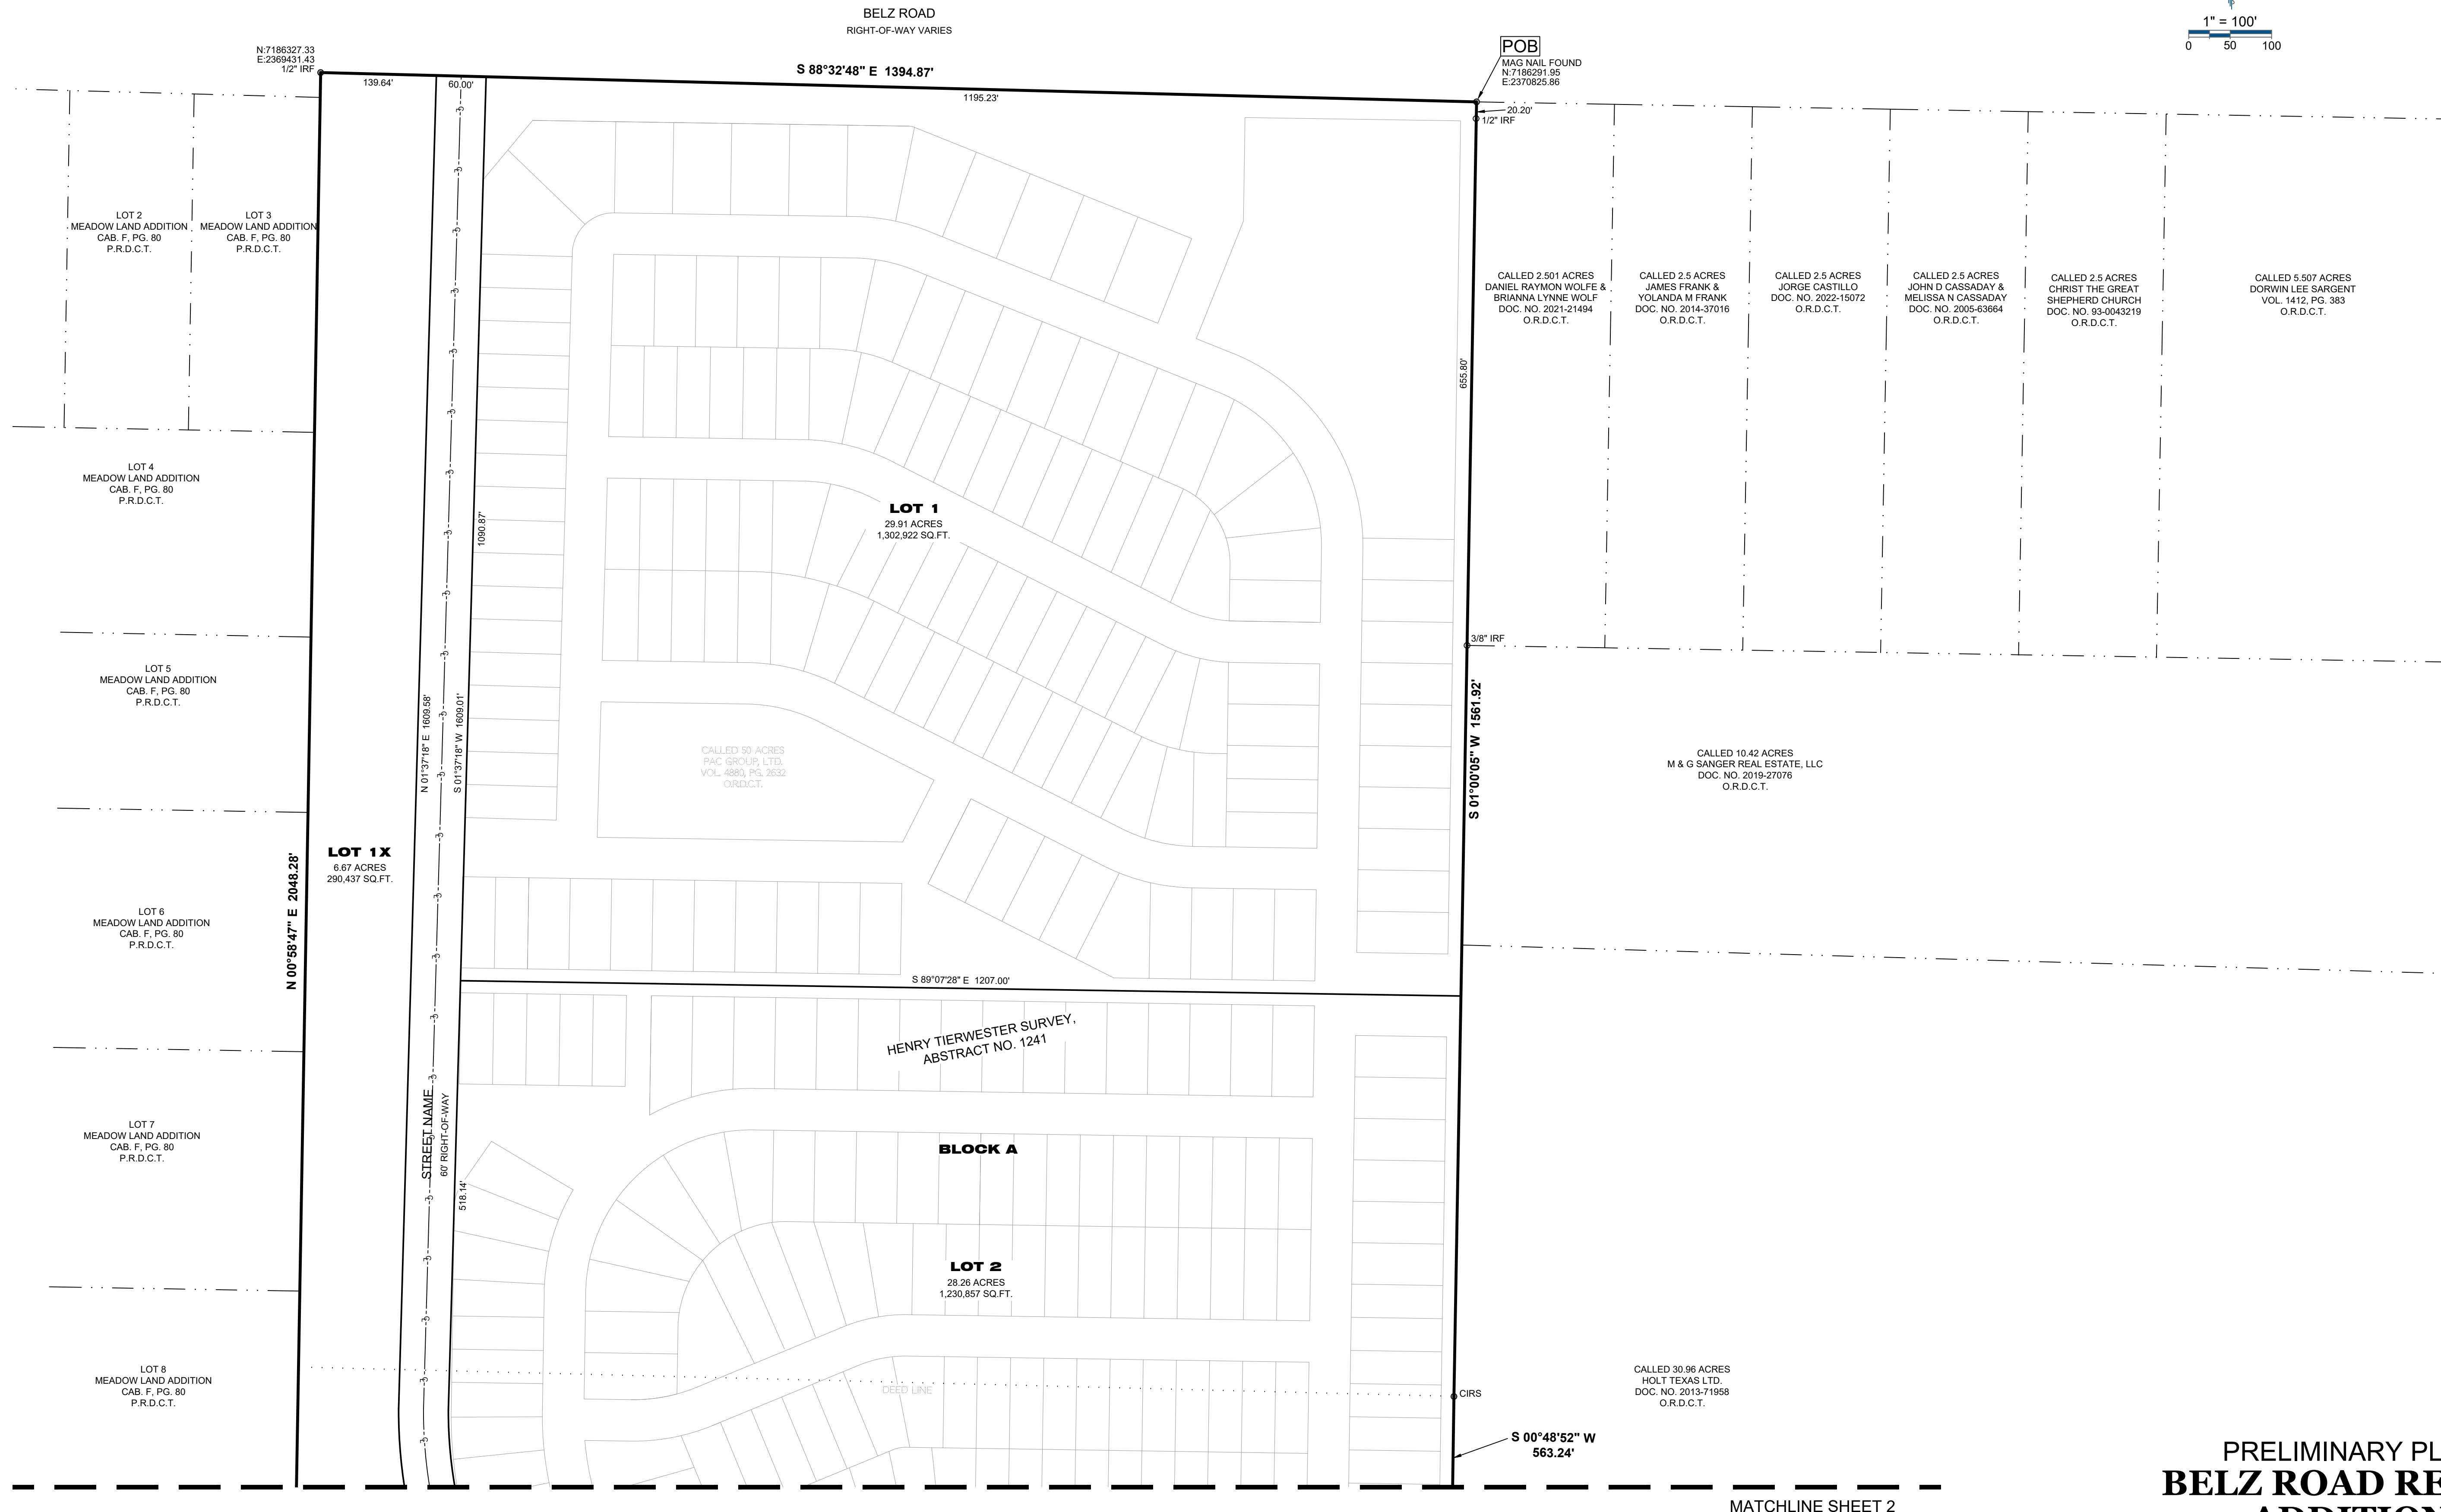 BELZ ROAD
RIGHT-OF-WAY VARIES
1" = 100'
0 50 100
N:7186327.33
E:2369431.43
1/2" IRF
S 88°32'48" E 1394.87'
POB
MAG NAIL FOUND
N:7186291.95
E:2370825.86
139.64'
60.00'
1195.23'
20.20'
1/2" IRF
LOT 2
MEADOW LAND ADDITION
CAB. F, PG. 80
P.R.D.C.T.
LOT 3
MEADOW LAND ADDITION
CAB. F, PG. 80
P.R.D.C.T.
CALLED 2.501 ACRES
DANIEL RAYMON WOLFE &
BRIANNA LYNNE WOLF
DOC. NO. 2021-21494
O.R.D.C.T.
CALLED 2.5 ACRES
JAMES FRANK &
YOLANDA M FRANK
DOC. NO. 2014-37016
O.R.D.C.T.
CALLED 2.5 ACRES
JORGE CASTILLO
DOC. NO. 2022-15072
O.R.D.C.T.
CALLED 2.5 ACRES
JOHN D CASSADAY &
MELISSA N CASSADAY
DOC. NO. 2005-63664
O.R.D.C.T.
CALLED 2.5 ACRES
CHRIST THE GREAT
SHEPHERD CHURCH
DOC. NO. 93-0043219
O.R.D.C.T.
CALLED 5.507 ACRES
DORWIN LEE SARGENT
VOL. 1412, PG. 383
O.R.D.C.T.
655.80'
LOT 4
MEADOW LAND ADDITION
CAB. F, PG. 80
P.R.D.C.T.
1090.87'
LOT 1
29.91 ACRES
1,302,922 SQ.FT.
3/8" IRF
LOT 5
MEADOW LAND ADDITION
CAB. F, PG. 80
P.R.D.C.T.
N 01°37'18" E 1609.58'
S 01°37'18" W 1609.01'
CALLED 50 ACRES
PAC GROUP, LTD.
VOL. 4880, PG. 2632
O.R.D.C.T.
S 01°00'05" W 1561.92'
CALLED 10.42 ACRES
M & G SANGER REAL ESTATE, LLC
DOC. NO. 2019-27076
O.R.D.C.T.
LOT 1X
6.67 ACRES
290,437 SQ.FT.
N 00°58'47" E 2048.28'
LOT 6
MEADOW LAND ADDITION
CAB. F, PG. 80
P.R.D.C.T.
S 89°07'28" E 1207.00'
HENRY TIERWESTER SURVEY,
ABSTRACT NO. 1241
LOT 7
MEADOW LAND ADDITION
CAB. F, PG. 80
P.R.D.C.T.
STREET NAME
60' RIGHT-OF-WAY
518.14'
BLOCK A
LOT 2
28.26 ACRES
1,230,857 SQ.FT.
LOT 8
MEADOW LAND ADDITION
CAB. F, PG. 80
P.R.D.C.T.
DEED LINE
CIRS
CALLED 30.96 ACRES
HOLT TEXAS LTD.
DOC. NO. 2013-71958
O.R.D.C.T.
S 00°48'52" W
563.24'
PRELIMINARY PL
BELZ ROAD RE
ADDITION
MATCHLINE SHEET 2